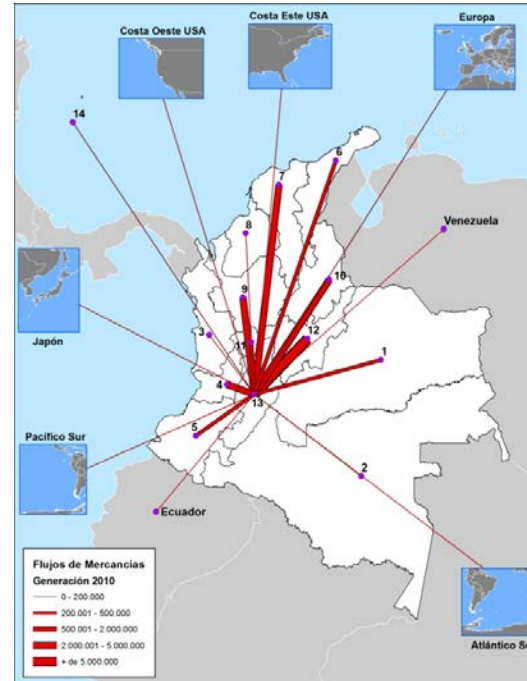 Costa Oeste USA
Costa Este USA
Europa
14
6
7
8
Venezuela
10
9
Japón
3
11
12
1
4
13
5
Pacífico Sur
2
Ecuador
Flujos de Mercancias
Generación 2010
0 - 200.000
200.001 - 500.000
500.001 - 2.000.000
2.000.001 - 5.000.000
+ de 5.000.000
Atlántico Su